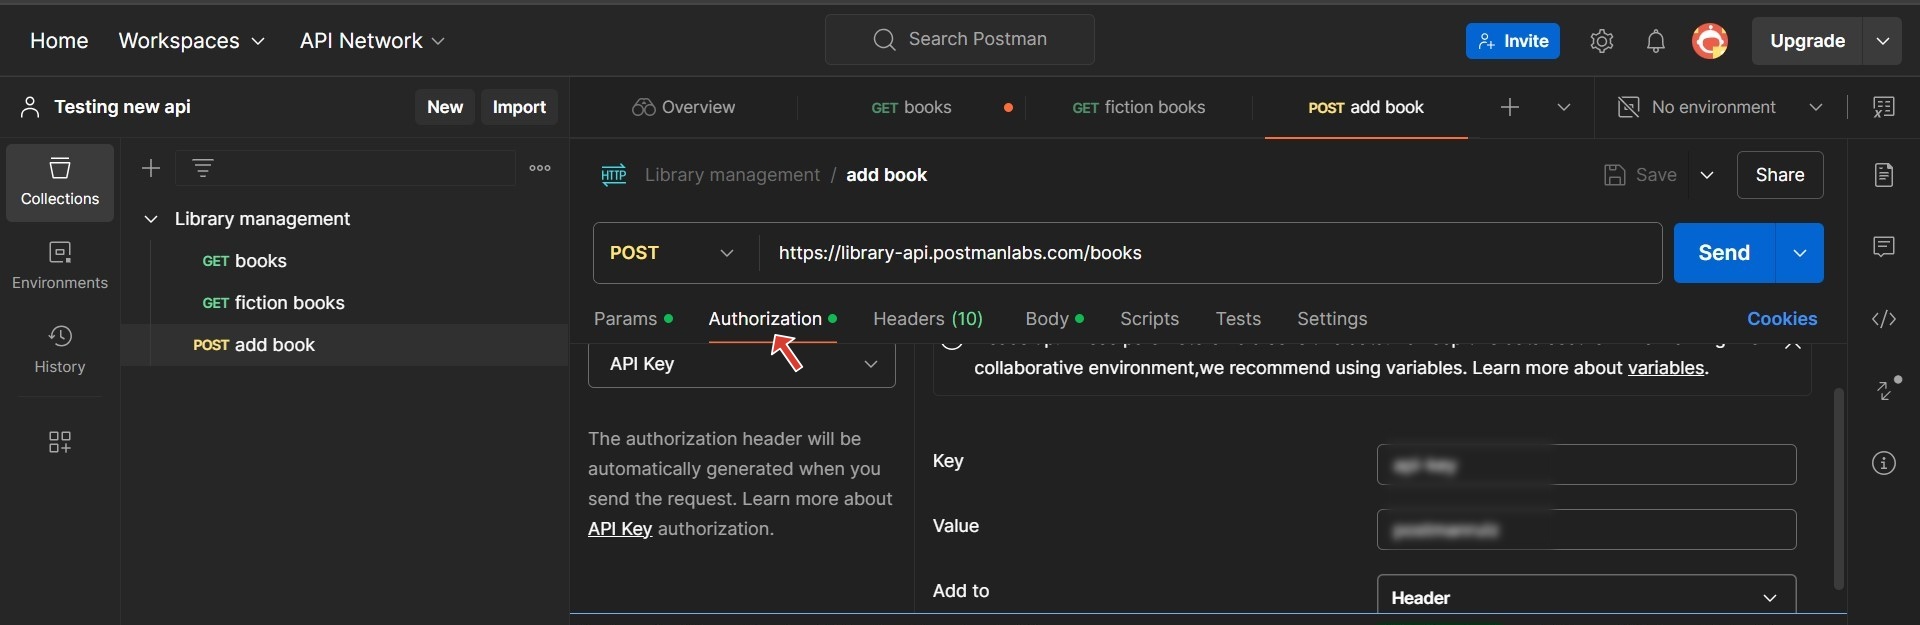 Home Workspaces API Network Search Postman Invite Upgrade
Testing new api New Import
Overview GET books GET fiction books POST add book No environment
Collections
Environments
History
Library management
GET books
GET fiction books
POST add book
HTTP Library management / add book Save Share
POST https://library-api.postmanlabs.com/books Send
Params Authorization Headers (10) Body Scripts Tests Settings Cookies
API Key
The authorization header will be
automatically generated when you
send the request. Learn more about
API Key authorization.
collaborative environment,we recommend using variables. Learn more about variables.
Key
Value
Add to Header